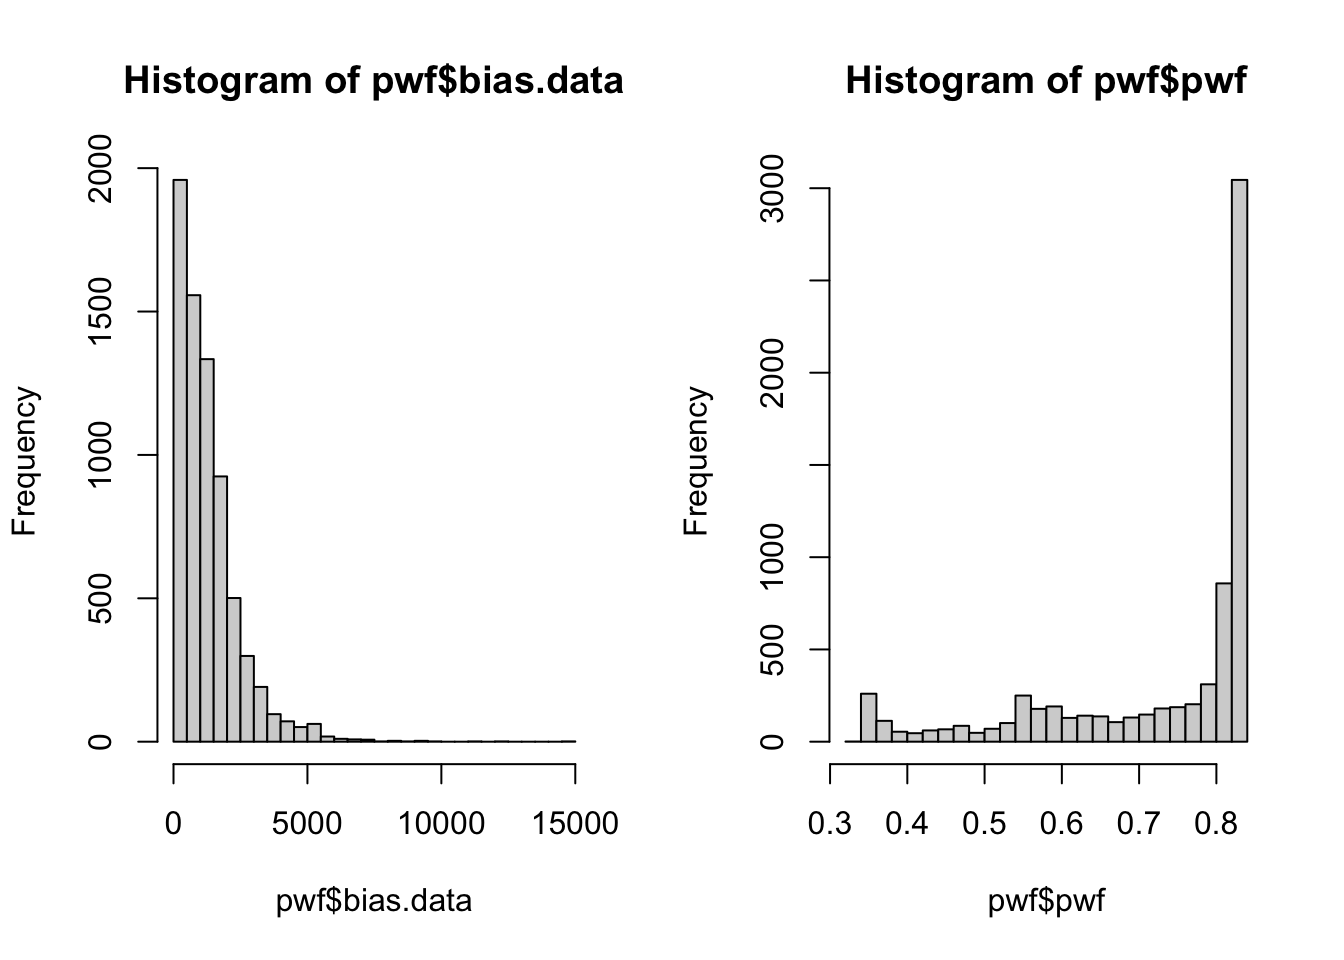 Histogram of pwf$bias.data
Frequency
2000
1500
1000
500
0
0 5000 10000 15000
pwf$bias.data
Histogram of pwf$pwf
Frequency
3000
2000
1000
500
0
0.3 0.4 0.5 0.6 0.7 0.8
pwf$pwf